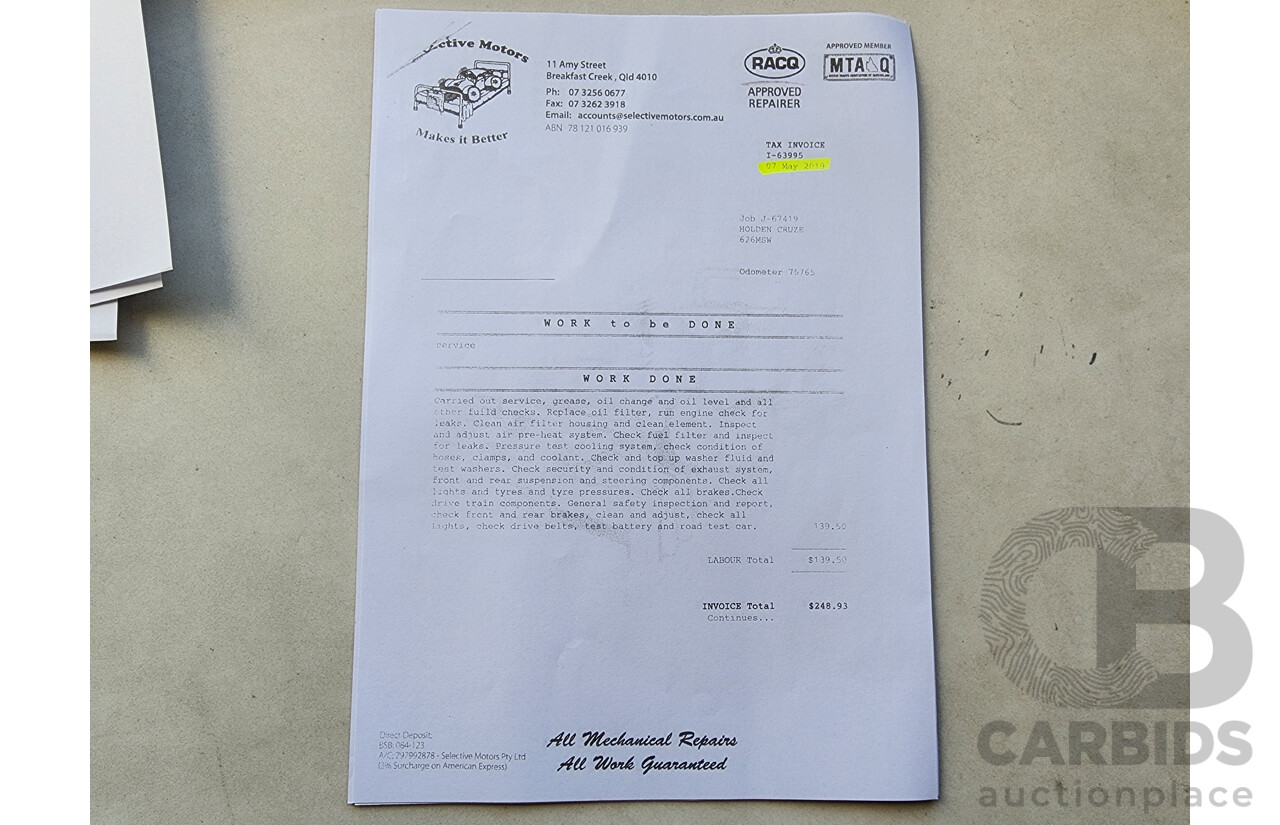 Selective Motors
Makes it Better
11 Amy Street
Breakfast Creek , Qld 4010
Ph: 07 3256 0677
Fax: 07 3262 3918
Email: accounts@selectivemotors.com.au
ABN 78 121 016 939
RACQ
APPROVED
REPAIRER
APPROVED MEMBER
MTA Q
TAX INVOICE
I-63995
07 May
Job J-67419
HOLDEN CRUZE
626MSW
Odometer 75765
WORK to be DONE
service
WORK DONE
Carried out service, grease, oil change and oil level and all
other fuild checks. Replace oil filter, run engine check for
leaks. Clean air filter housing and clean element. Inspect
and adjust air pre-heat system. Check fuel filter and inspect
for leaks. Pressure test cooling system, check condition of
hoses, clamps, and coolant. Check and top up washer fluid and
test washers. Check security and condition of exhaust system,
front and rear suspension and steering components. Check all
lights and tyres and tyre pressures. Check all brakes.Check
drive train components. General safety inspection and report,
check front and rear brakes, clean and adjust, check all
lights, check drive belts, test battery and road test car. 139.50
LABOUR Total $139.50
INVOICE Total $248.93
Continues...
Direct Deposit:
BSB: 064-123
A/C: 797992878 - Selective Motors Pty Ltd
(3% Surcharge on American Express)
All Mechanical Repairs
All Work Guaranteed
CB
CARBIDS
auctionplace